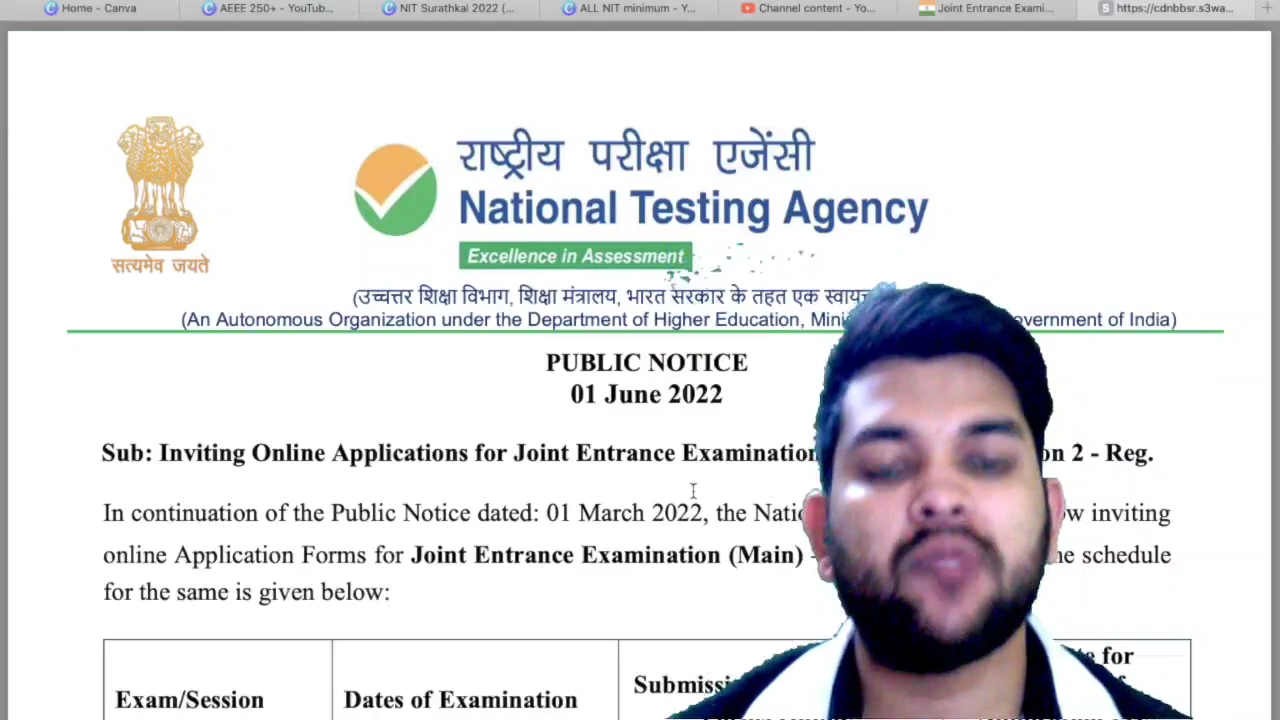 Home - Canva
AEEE 250+ - YouTub...
NIT Surathkal 2022 (...
ALL NIT minimum - Y...
Channel content - Yo...
Joint Entrance Exami...
S https://cdnbbsr.s3wa...
राष्ट्रीय परीक्षा एजेंसी
National Testing Agency
Excellence in Assessment
सत्यमेव जयते
(उच्चतर शिक्षा विभाग, शिक्षा मंत्रालय, भारत सरकार के तहत एक
(An Autonomous Organization under the Department of Higher Education, of India)
PUBLIC NOTICE
01 June 2022
Sub: Inviting Online Applications for Joint Entrance Examination 2 - Reg.
In continuation of the Public Notice dated: 01 March 2022, the inviting
online Application Forms for Joint Entrance Examination (Main) - schedule
for the same is given below:
for
Exam/Session Dates of Examination